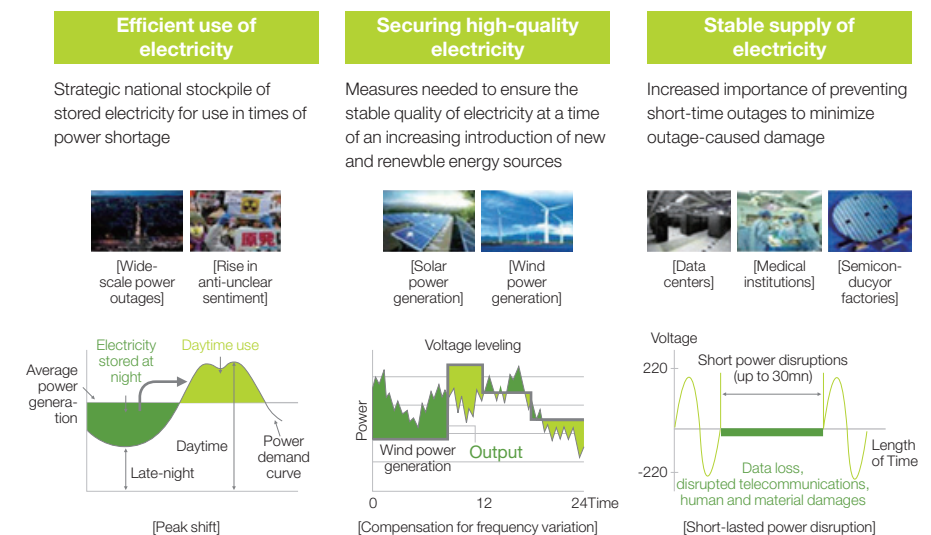 Efficient use of
electricity
Strategic national stockpile of
stored electricity for use in times of
power shortage
原発
[Wide-
scale power
outages]
[Rise in
anti-unclear
sentiment]
Electricity
stored at
night
Daytime use
Average
power
genera-
tion
Daytime
Late-night
Power
demand
curve
[Peak shift]
Securing high-quality
electricity
Measures needed to ensure the
stable quality of electricity at a time
of an increasing introduction of new
and renewble energy sources
[Solar
power
generation]
[Wind
power
generation]
Voltage leveling
Power
Wind power
generation
Output
0
12
24Time
[Compensation for frequency variation]
Stable supply of
electricity
Increased importance of preventing
short-time outages to minimize
outage-caused damage
[Data
centers]
[Medical
institutions]
[Semicon-
ducyor
factories]
Voltage
220
Short power disruptions
(up to 30mn)
Length
of Time
-220
Data loss,
disrupted telecommunications,
human and material damages
[Short-lasted power disruption]